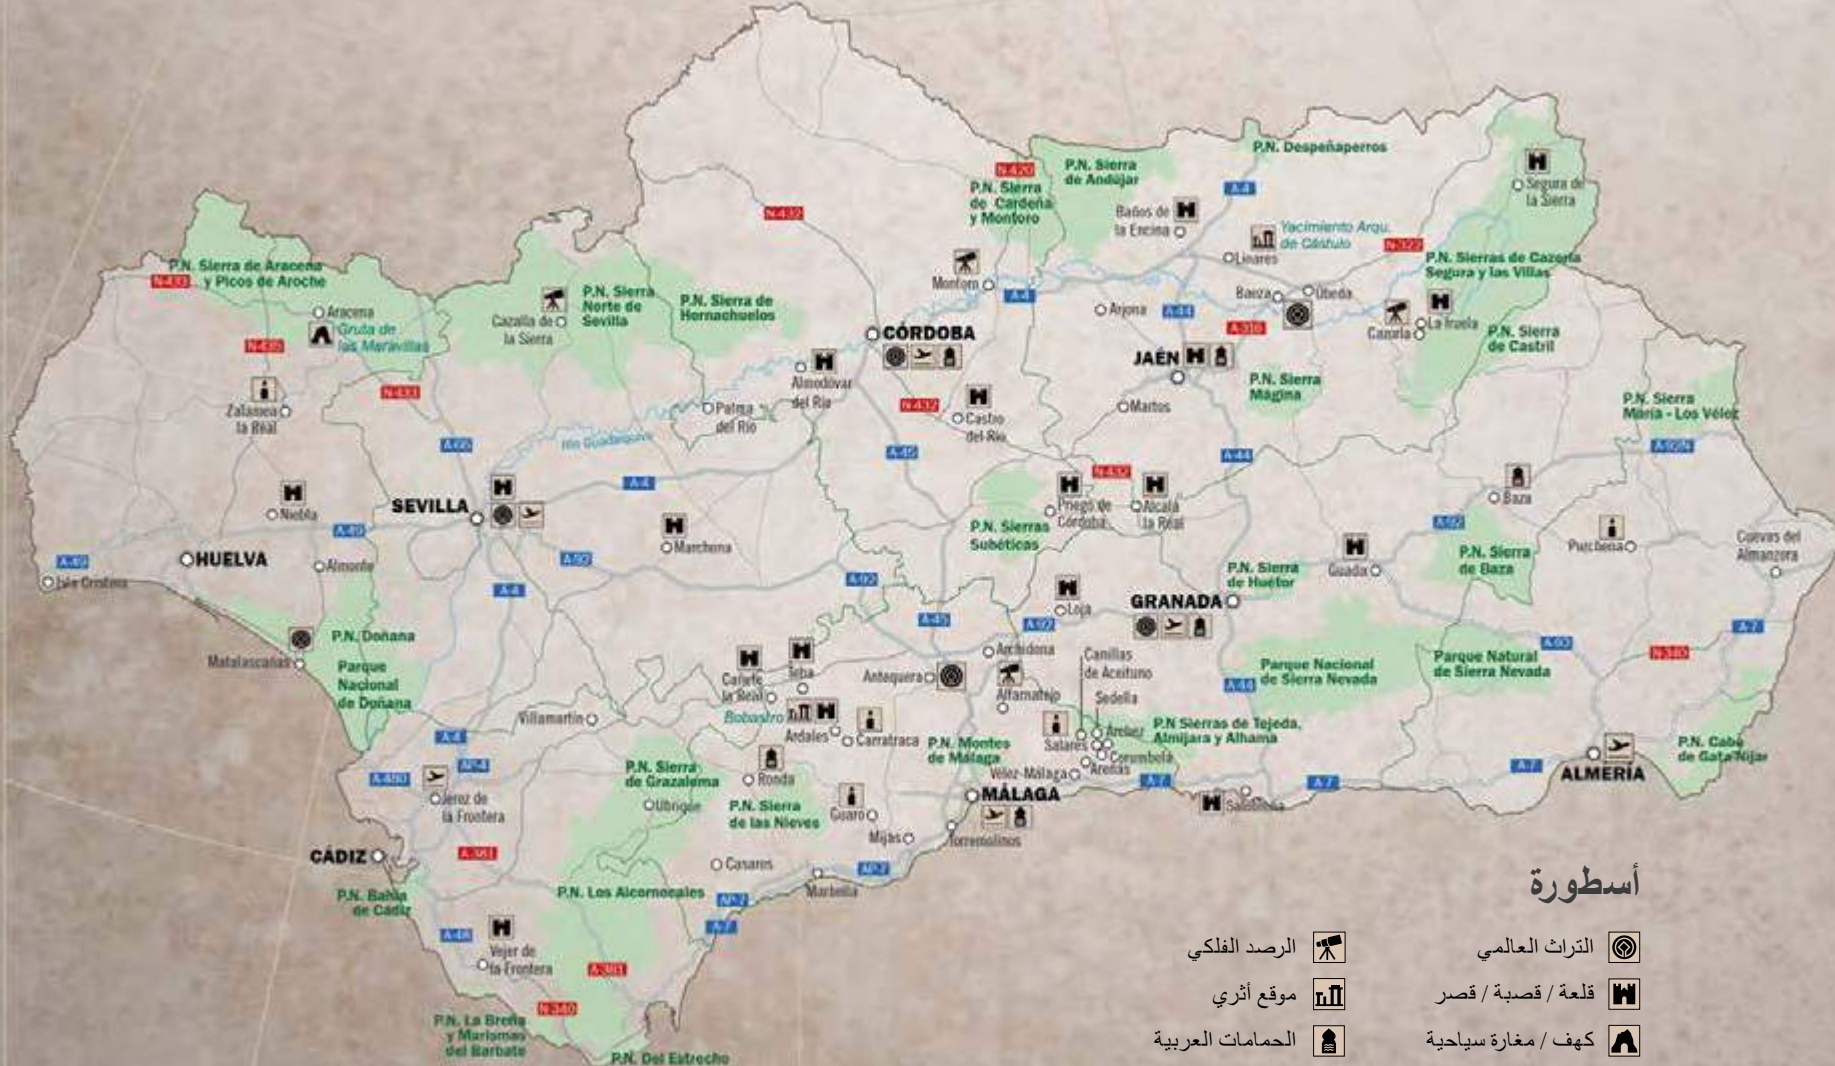 N-420
P.N. Sierra
de Cardeña
y Montoro
P.N. Sierra
de Andújar
P.N. Despeñaperros
A-4
Segura de
la Sierra
N-432
Baños de
la Encina
Yacimiento Arqu.
de Cástulo
Linares
N-322
P.N. Sierras de Cazorla
Segura y las Villas
P.N. Sierra de Aracena
y Picos de Aroche
N-433
Aracena
Gruta de
las Maravillas
N-435
Zalamea
la Real
N-433
Cazalla de
la Sierra
P.N. Sierra
Norte de
Sevilla
P.N. Sierra de
Hornachuelos
Montoro
A-4
Arjona
A-44
Baeza
Úbeda
A-316
Cazorla
La Iruela
P.N. Sierra
de Castril
CÓRDOBA
JAÉN
Almodóvar
del Río
Palma
del Río
N-432
Castro
del Río
Martos
P.N. Sierra
Mágina
P.N. Sierra
María - Los Vélez
A-92N
A-66
Río Guadalquivir
A-45
A-44
A-4
SEVILLA
Niebla
A-49
HUELVA
Almonte
A-49
Isla Cristina
Marchena
A-92
A-4
N-432
Priego de
Córdoba
Alcalá
la Real
P.N. Sierras
Subéticas
Baza
A-92
P.N. Sierra
de Baza
Purchena
Cuevas del
Almanzora
Guadix
P.N. Sierra
de Huétor
GRANADA
Loja
A-92
A-45
A-92
P.N. Doñana
Matalascañas
Parque
Nacional
de Doñana
Cañete
la Real
Teba
Antequera
Archidona
Alfarnatejo
Canillas
de Aceituno
Sedella
Parque Nacional
de Sierra Nevada
A-44
Parque Natural
de Sierra Nevada
A-92
N-340
A-7
Villamartín
Bobastro
Ardales
Carratraca
P.N. Montes
de Málaga
Salares
Árchez
Corumbela
Arenas
Vélez-Málaga
P.N Sierras de Tejeda,
Almijara y Alhama
A-4
AP-4
A-480
Jerez de
la Frontera
P.N. Sierra
de Grazalema
Ubrique
Ronda
P.N. Sierra
de las Nieves
Guaro
Mijas
MÁLAGA
Torremolinos
A-7
Salobreña
A-7
A-7
ALMERÍA
P.N. Cabo
de Gata-Níjar
CÁDIZ
A-381
P.N. Bahía
de Cádiz
P.N. Los Alcornocales
Casares
Marbella
AP-7
AP-7
A-7
A-48
Vejer de
la Frontera
A-381
N-340
P.N. La Breña
y Marismas
del Barbate
P.N. Del Estrecho
أسطورة
التراث العالمي
الرصد الفلكي
قلعة / قصبة / قصر
موقع أثري
كهف / مغارة سياحية
الحمامات العربية